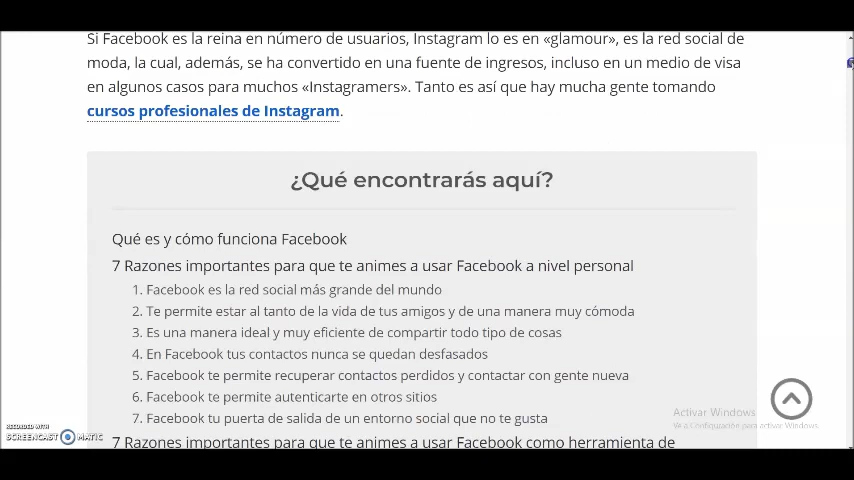 Si Facebook es la reina en número de usuarios, Instagram lo es en «glamour», es la red social de
moda, la cual, además, se ha convertido en una fuente de ingresos, incluso en un medio de visa
en algunos casos para muchos «Instagramers». Tanto es así que hay mucha gente tomando
cursos profesionales de Instagram.
¿Qué encontrarás aquí?
Qué es y cómo funciona Facebook
7 Razones importantes para que te animes a usar Facebook a nivel personal
1. Facebook es la red social más grande del mundo
2. Te permite estar al tanto de la vida de tus amigos y de una manera muy cómoda
3. Es una manera ideal y muy eficiente de compartir todo tipo de cosas
4. En Facebook tus contactos nunca se quedan desfasados
5. Facebook te permite recuperar contactos perdidos y contactar con gente nueva
6. Facebook te permite autenticarte en otros sitios
7. Facebook tu puerta de salida de un entorno social que no te gusta
7 Razones importantes para que te animes a usar Facebook como herramienta de
Activar Windows
Ve a Configuración para activar Windows.
RECORDED WITH
SCREENCAST MATIC